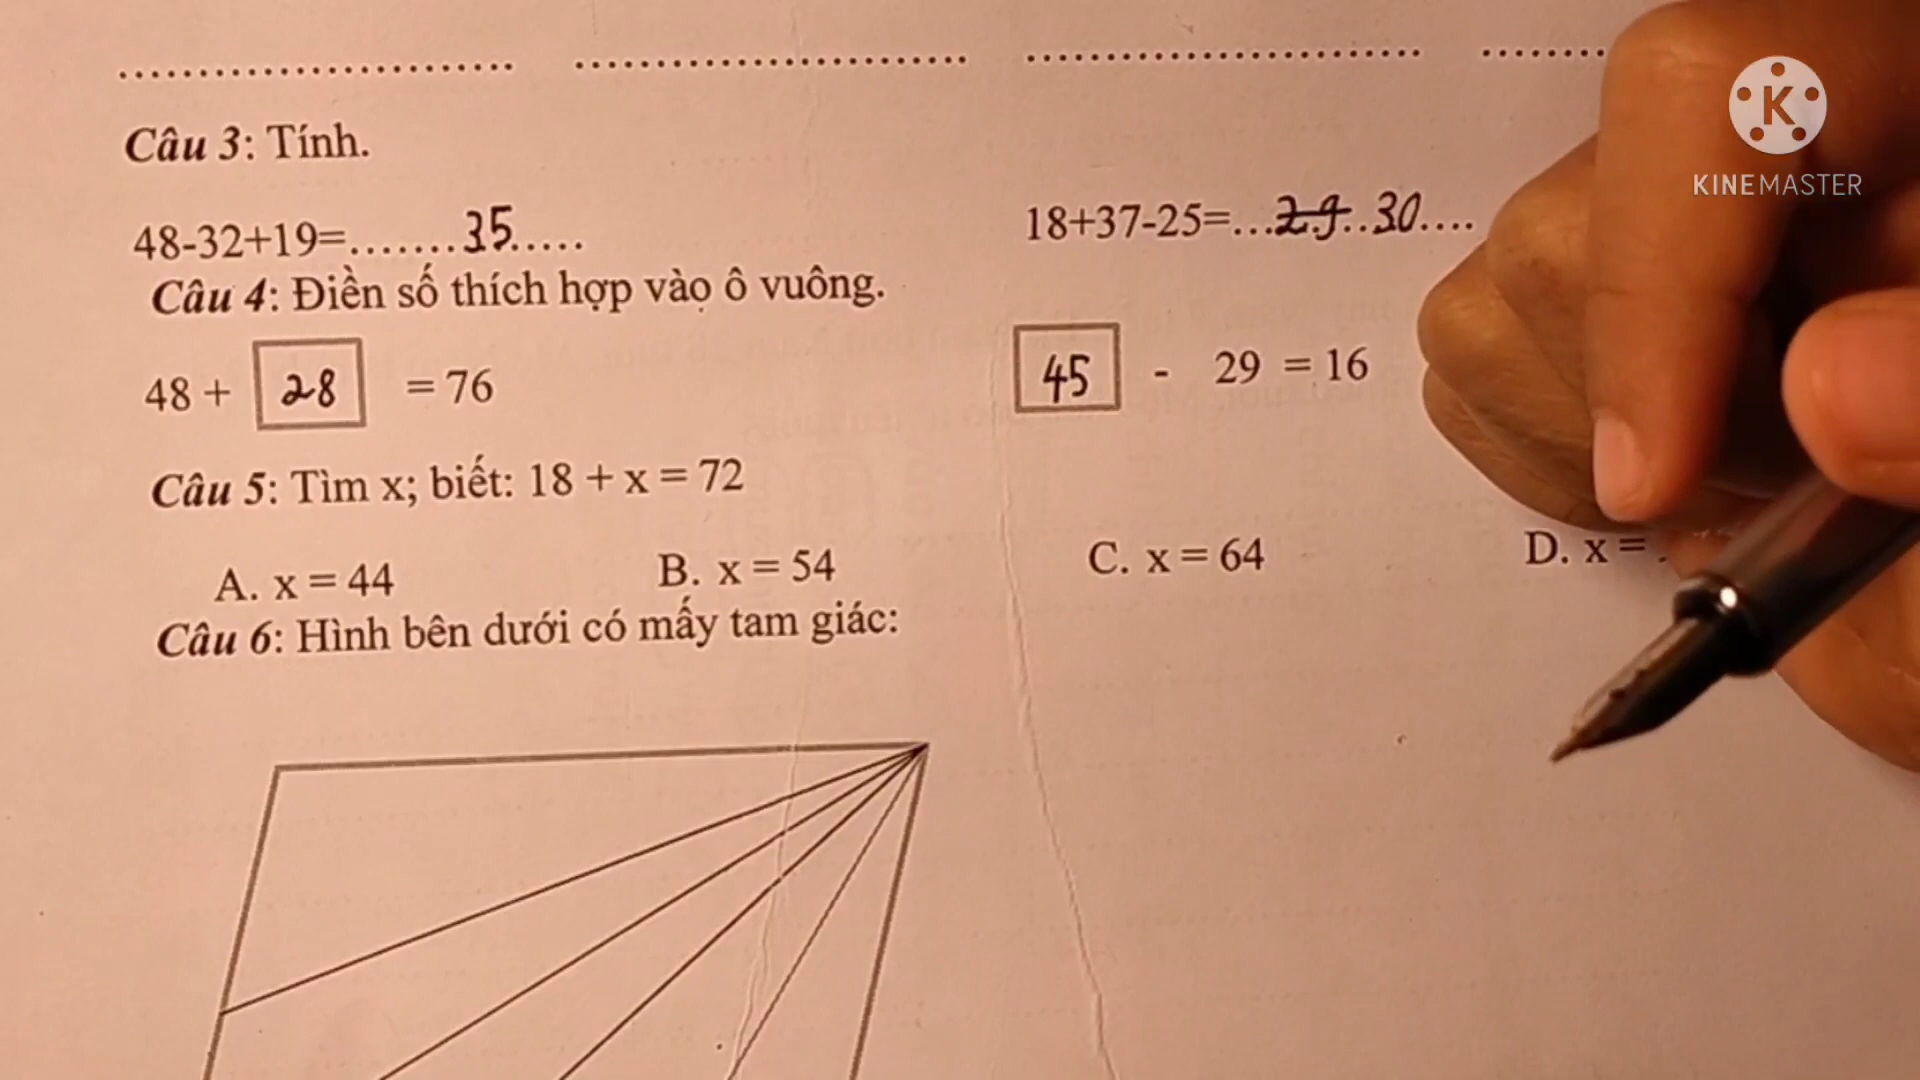 KINEMASTER
Câu 3: Tính.
48-32+19=.......35.....
18+37-25=...29..30....
Câu 4: Điền số thích hợp vào ô vuông.
48 + 28 = 76
45 - 29 = 16
Câu 5: Tìm x; biết: 18 + x = 72
A. x = 44 B. x = 54 C. x = 64 D. x =
Câu 6: Hình bên dưới có mấy tam giác: